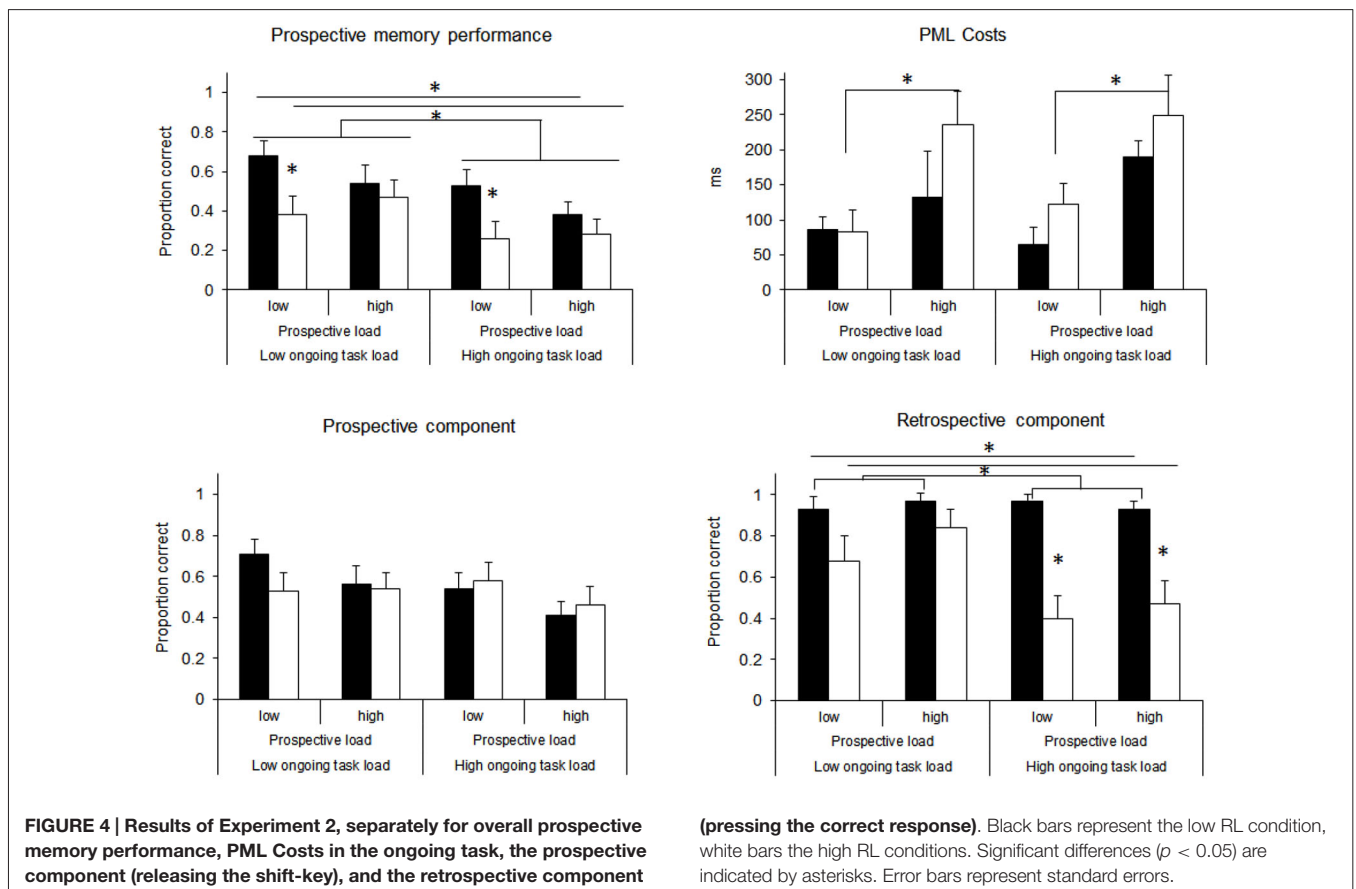 Prospective memory performance
*
*
1
0.8
0.6
0.4
0.2
0
Proportion correct
*
*
low high low high
Prospective load Prospective load
Low ongoing task load High ongoing task load
PML Costs
300
250
200
150
100
50
0
ms
* *
low high low high
Prospective load Prospective load
Low ongoing task load High ongoing task load
Prospective component
1
0.8
0.6
0.4
0.2
0
Proportion correct
low high low high
Prospective load Prospective load
Low ongoing task load High ongoing task load
Retrospective component
*
*
1
0.8
0.6
0.4
0.2
0
Proportion correct
* *
low high low high
Prospective load Prospective load
Low ongoing task load High ongoing task load
FIGURE 4 | Results of Experiment 2, separately for overall prospective
memory performance, PML Costs in the ongoing task, the prospective
component (releasing the shift-key), and the retrospective component
(pressing the correct response). Black bars represent the low RL condition,
white bars the high RL conditions. Significant differences (p < 0.05) are
indicated by asterisks. Error bars represent standard errors.